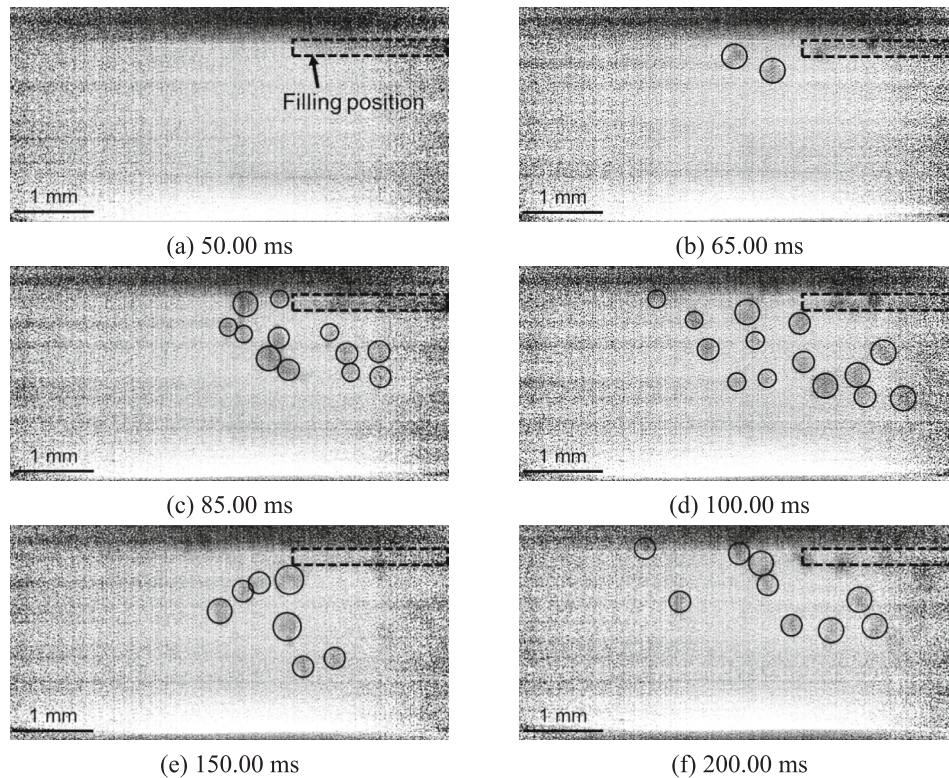 Filling position
1 mm
1 mm
(a) 50.00 ms
(b) 65.00 ms
1 mm
1 mm
(c) 85.00 ms
(d) 100.00 ms
1 mm
1 mm
(e) 150.00 ms
(f) 200.00 ms